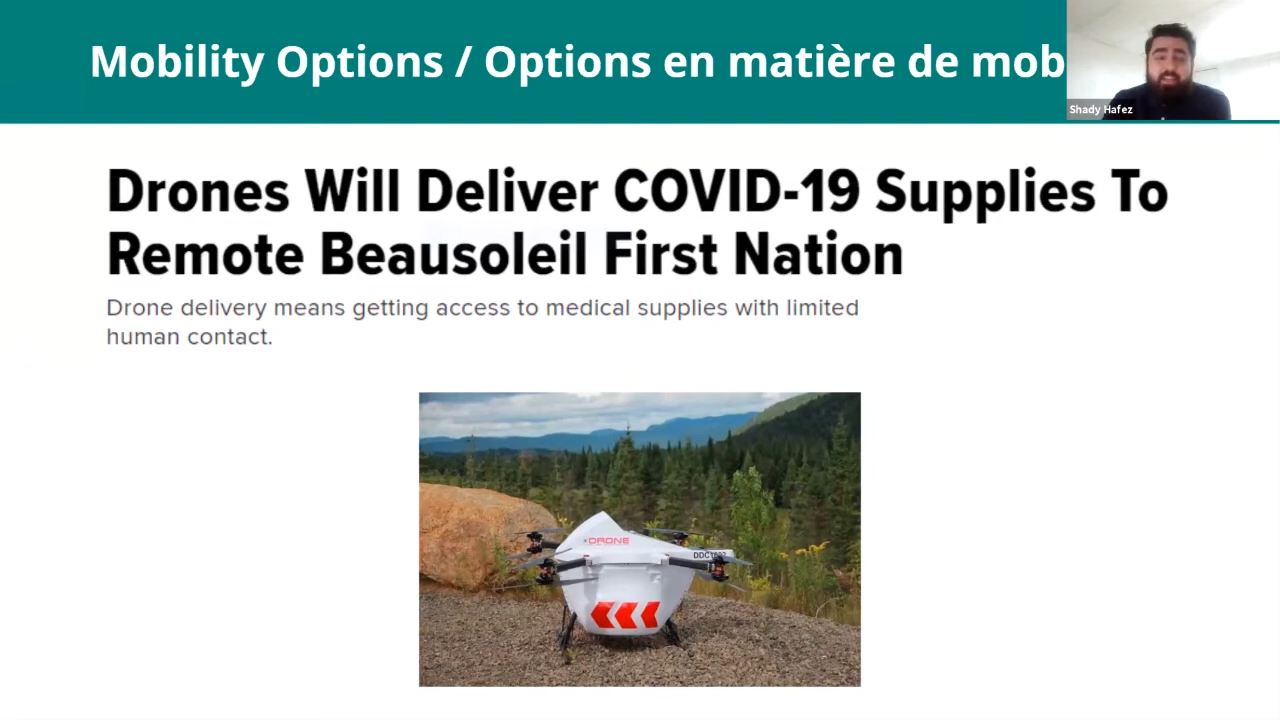 Mobility Options / Options en matière de mob
Shady Hafez
Drones Will Deliver COVID-19 Supplies To
Remote Beausoleil First Nation
Drone delivery means getting access to medical supplies with limited
human contact.
DRONE